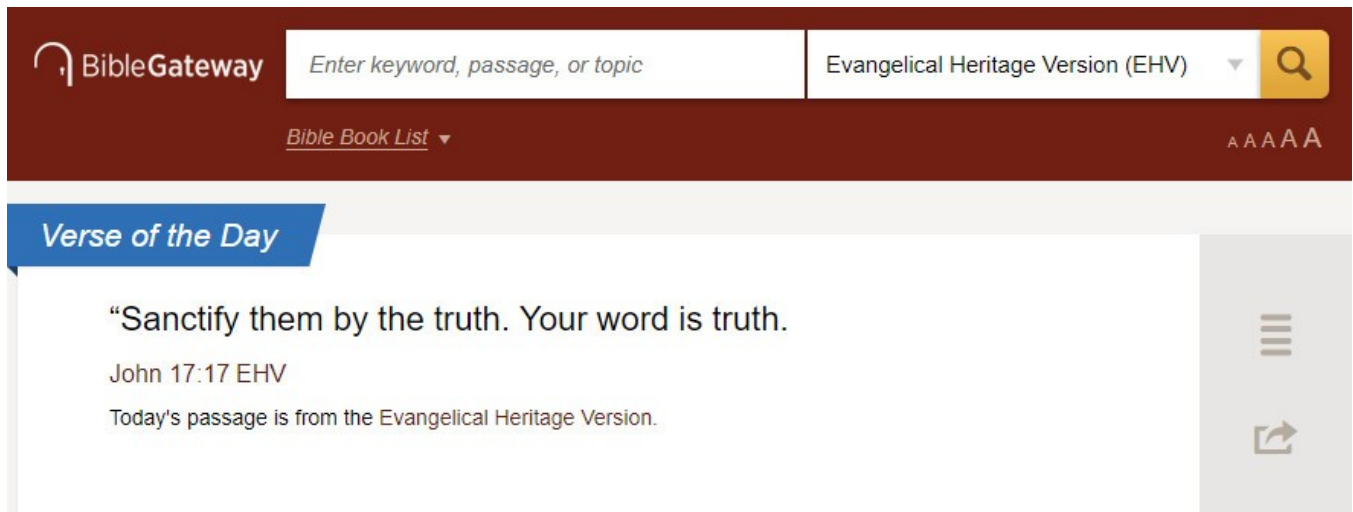 BibleGateway
Enter keyword, passage, or topic
Evangelical Heritage Version (EHV)
Bible Book List
A A A A A
Verse of the Day
“Sanctify them by the truth. Your word is truth.
John 17:17 EHV
Today's passage is from the Evangelical Heritage Version.